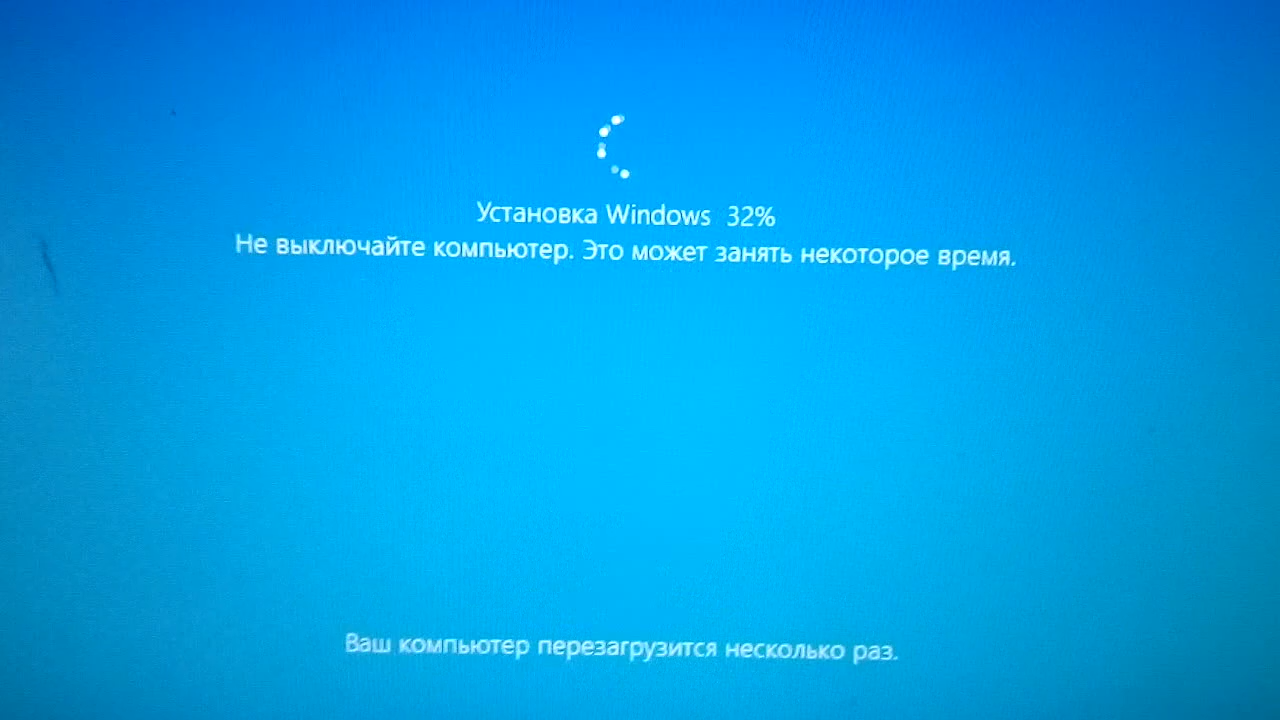 Установка Windows 32%
Не выключайте компьютер. Это может занять некоторое время.
Ваш компьютер перезагрузится несколько раз.